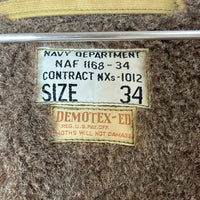 NAVY DEPARTMENT
NAF 1168-34
CONTRACT NXs-1012
SIZE 34
DEMOTEX-ED
REG. U.S. PAT. OFF.
MOTHS WILL NOT DAMAGE